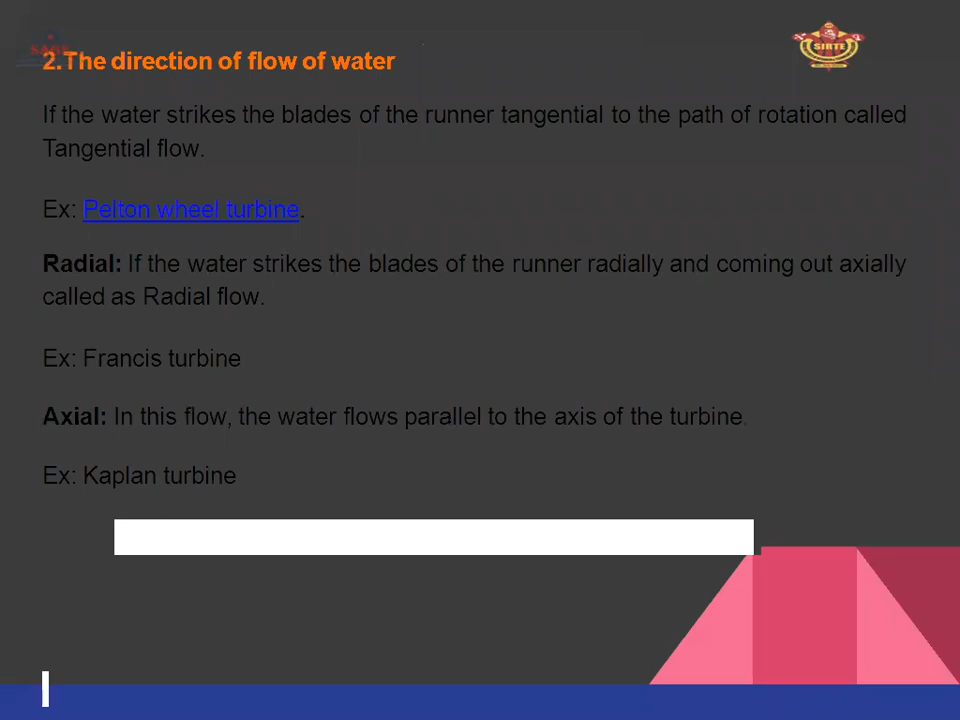 2.The direction of flow of water
SIRTE
If the water strikes the blades of the runner tangential to the path of rotation called
Tangential flow.
Ex: Pelton wheel turbine.
Radial: If the water strikes the blades of the runner radially and coming out axially
called as Radial flow.
Ex: Francis turbine
Axial: In this flow, the water flows parallel to the axis of the turbine.
Ex: Kaplan turbine